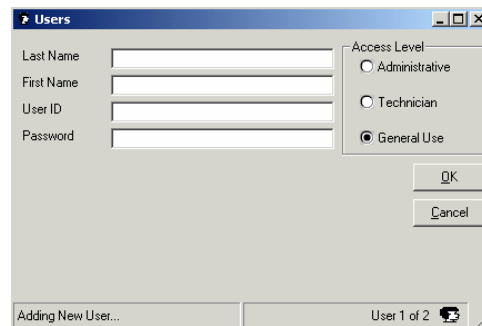 Users
Last Name
First Name
User ID
Password
Access Level
Administrative
Technician
General Use
OK
Cancel
Adding New User...
User 1 of 2